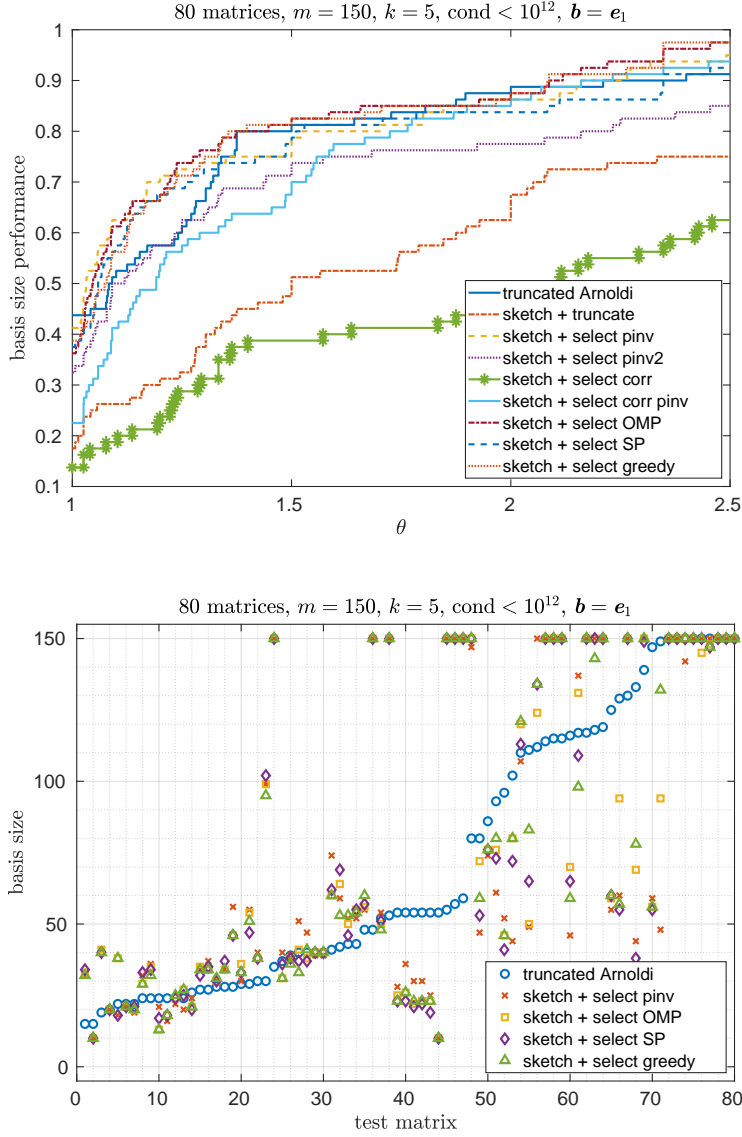 80 matrices, m = 150, k = 5, cond < 10^12, b = e_1
basis size performance
1
0.9
0.8
0.7
0.6
0.5
0.4
0.3
0.2
0.1
truncated Arnoldi
sketch + truncate
sketch + select pinv
sketch + select pinv2
sketch + select corr
sketch + select corr pinv
sketch + select OMP
sketch + select SP
sketch + select greedy
1 1.5 2 2.5
θ
80 matrices, m = 150, k = 5, cond < 10^12, b = e_1
basis size
150
100
50
0
truncated Arnoldi
sketch + select pinv
sketch + select OMP
sketch + select SP
sketch + select greedy
0 10 20 30 40 50 60 70 80
test matrix